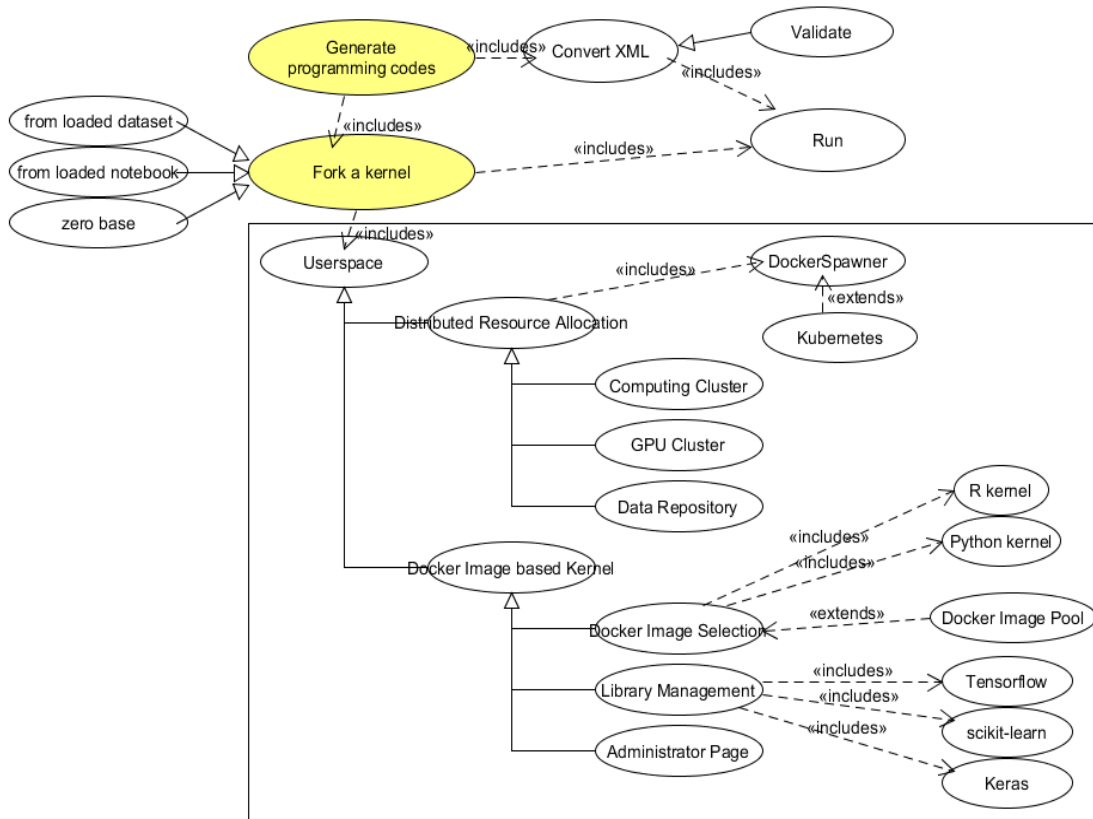 Generate
programming codes
«includes»
Convert XML
Validate
«includes»
«includes»
from loaded dataset
from loaded notebook
zero base
Fork a kernel
«includes»
Run
«includes»
Userspace
«includes»
DockerSpawner
«extends»
Kubernetes
Distributed Resource Allocation
Computing Cluster
GPU Cluster
Data Repository
R kernel
«includes»
Python kernel
«includes»
Docker Image based Kernel
Docker Image Selection
«extends»
Docker Image Pool
Library Management
«includes»
Tensorflow
«includes»
scikit-learn
«includes»
Keras
Administrator Page